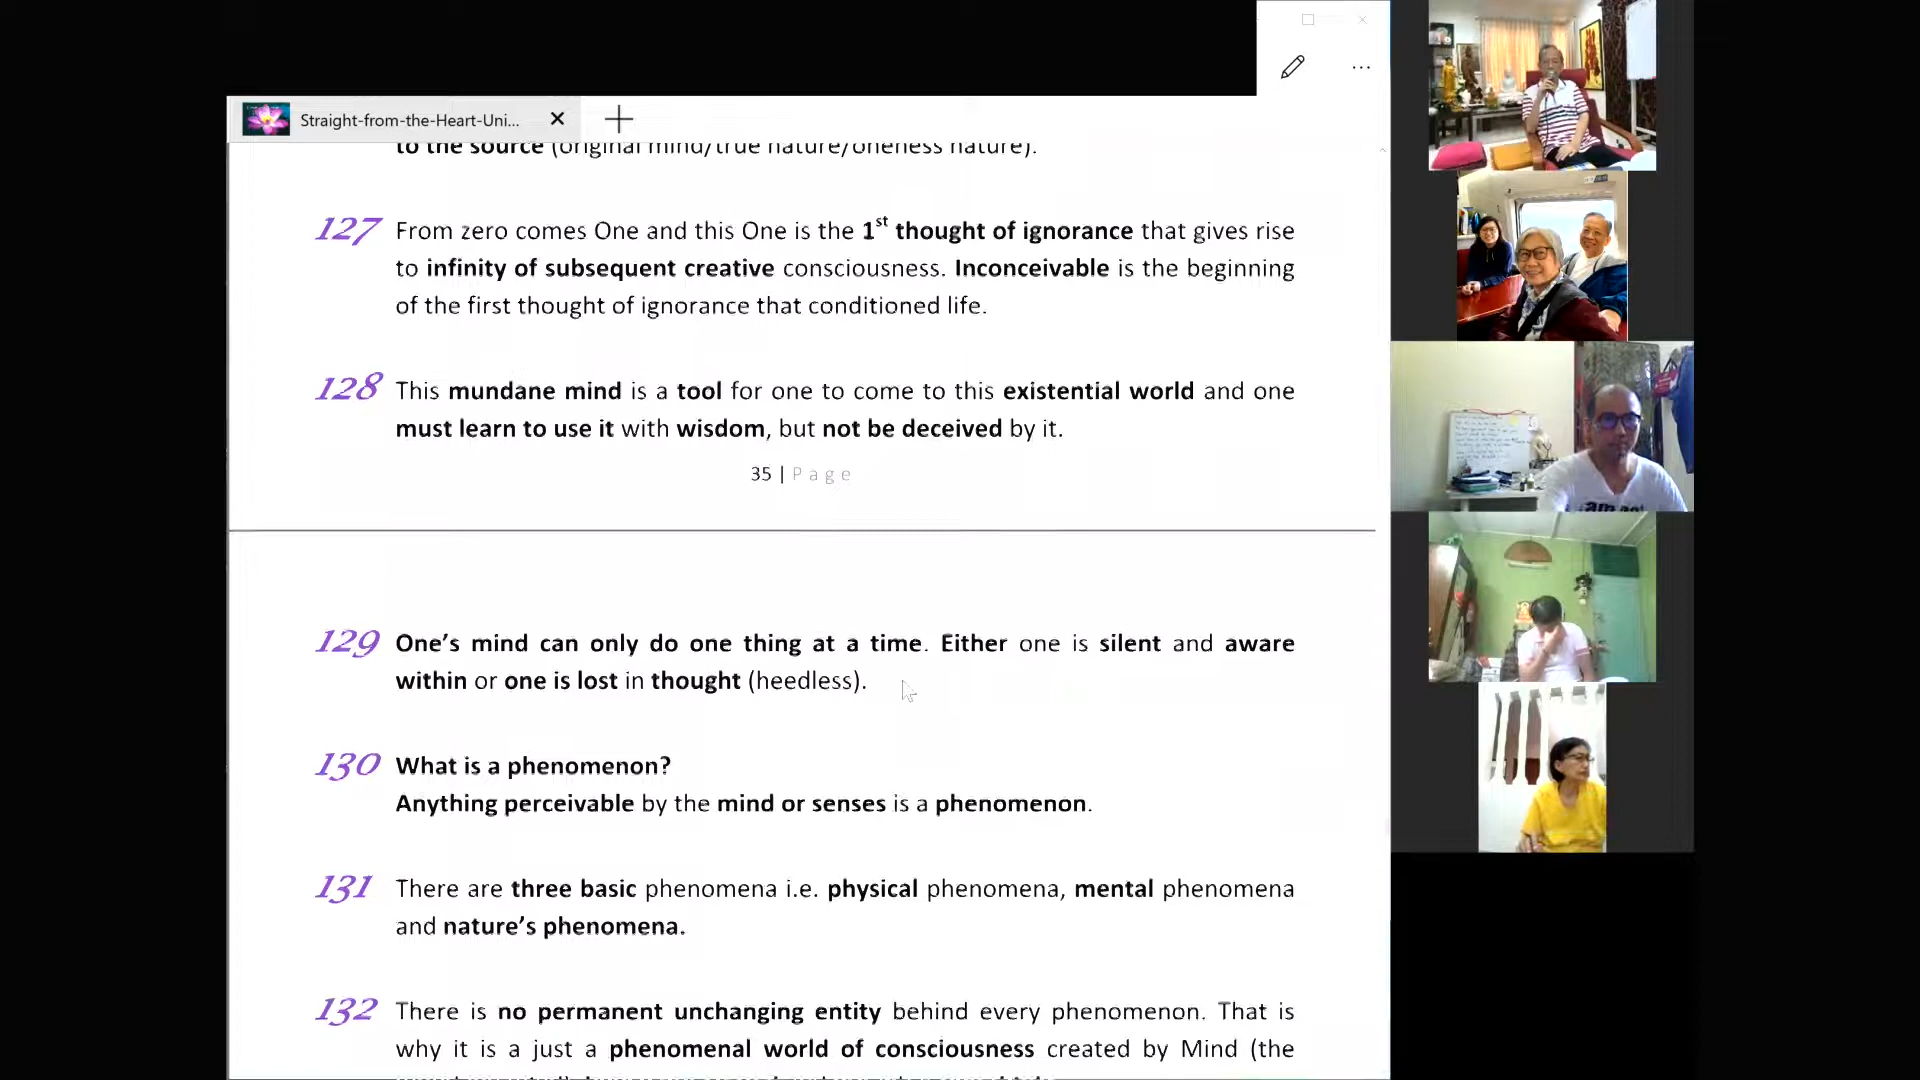 Straight-from-the-Heart-Uni...
to the source (original mind/true nature/oneness nature).
127 From zero comes One and this One is the 1st thought of ignorance that gives rise
to infinity of subsequent creative consciousness. Inconceivable is the beginning
of the first thought of ignorance that conditioned life.
128 This mundane mind is a tool for one to come to this existential world and one
must learn to use it with wisdom, but not be deceived by it.
35 | Page
129 One's mind can only do one thing at a time. Either one is silent and aware
within or one is lost in thought (heedless).
130 What is a phenomenon?
Anything perceivable by the mind or senses is a phenomenon.
131 There are three basic phenomena i.e. physical phenomena, mental phenomena
and nature's phenomena.
132 There is no permanent unchanging entity behind every phenomenon. That is
why it is a just a phenomenal world of consciousness created by Mind (the